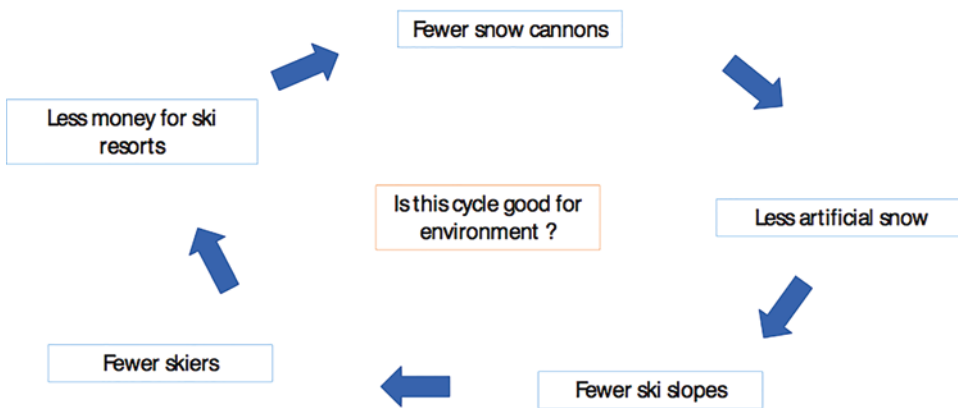 Fewer snow cannons
Less money for ski
resorts
Is this cycle good for
environment ?
Less artificial snow
Fewer skiers
Fewer ski slopes